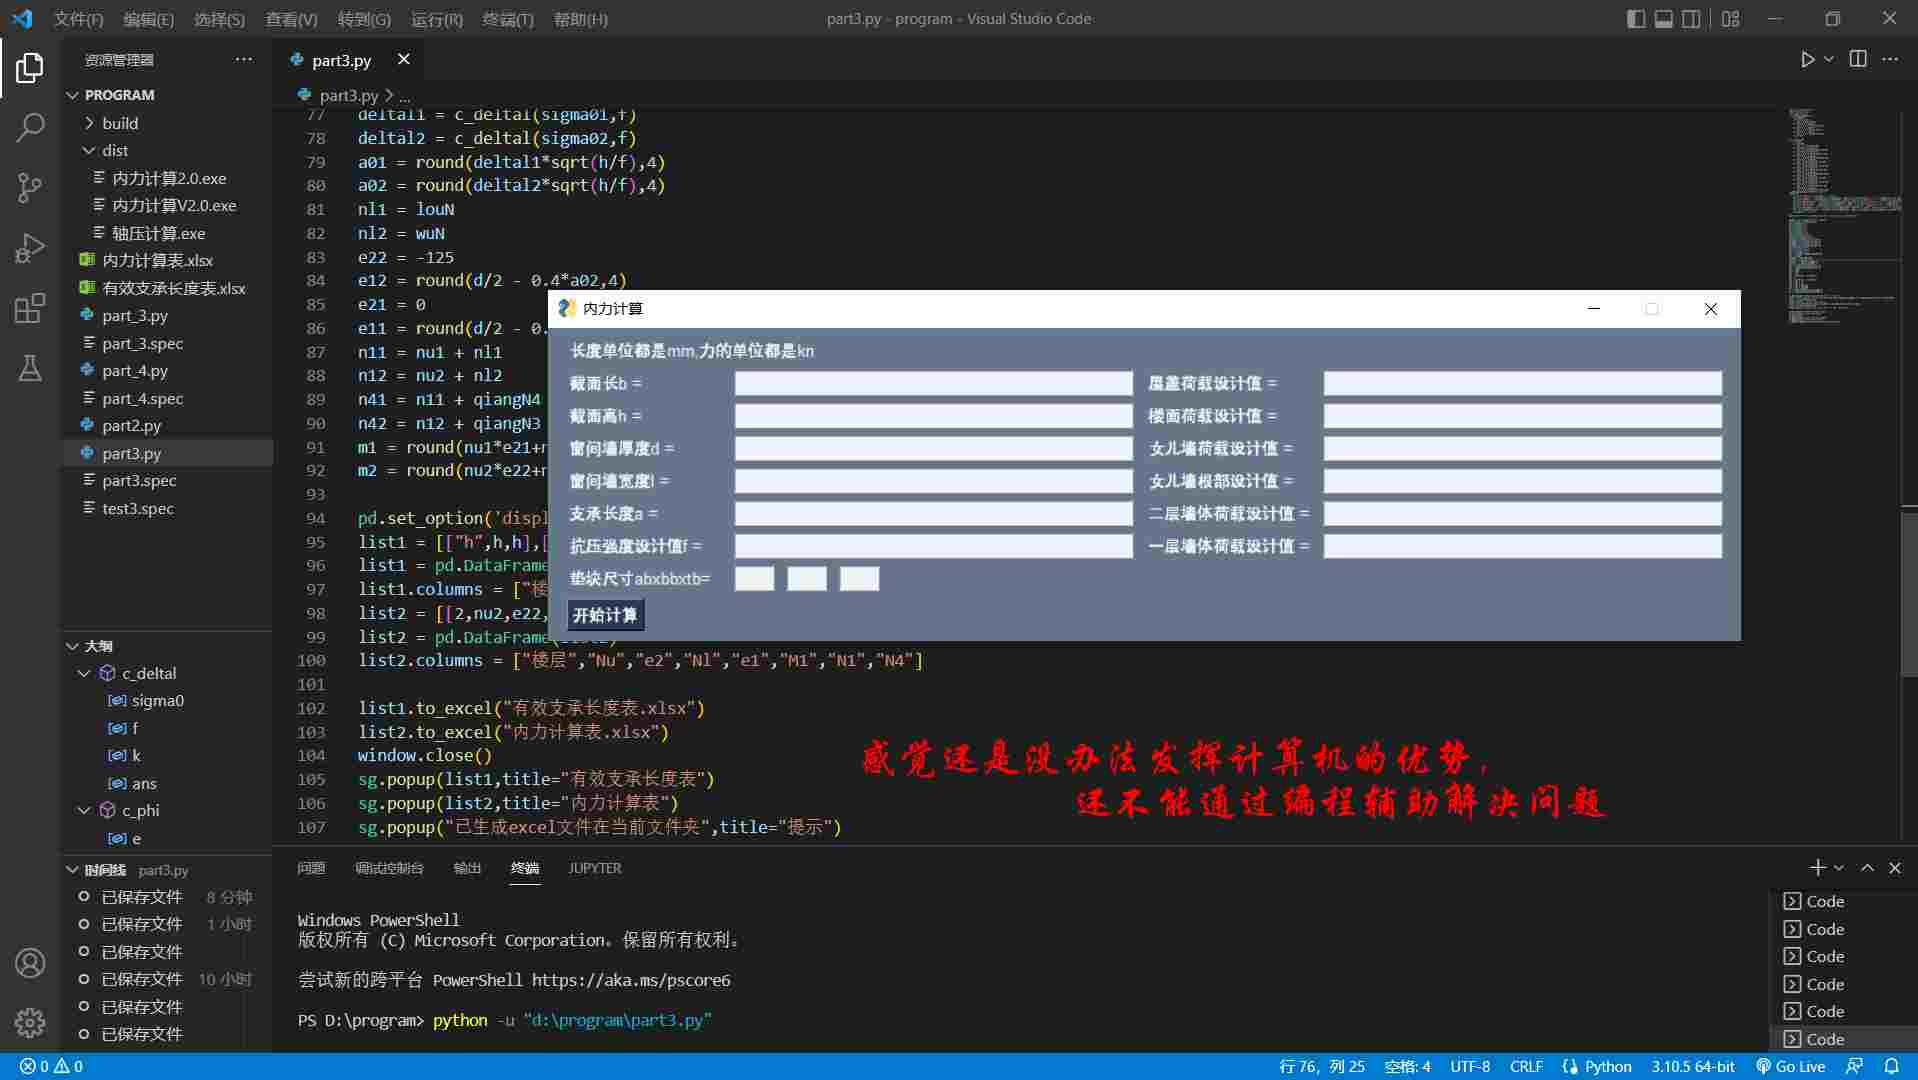 文件(F) 编辑(E) 选择(S) 查看(V) 转到(G) 运行(R) 终端(T) 帮助(H)
part3.py - program - Visual Studio Code
资源管理器
PROGRAM
build
dist
内力计算2.0.exe
内力计算V2.0.exe
轴压计算.exe
内力计算表.xlsx
有效支承长度表.xlsx
part_3.py
part_3.spec
part_4.py
part_4.spec
part2.py
part3.py
part3.spec
test3.spec
大纲
c_deltal
sigma0
f
k
ans
c_phi
e
时间线 part3.py
已保存文件 8 分钟
已保存文件 1 小时
已保存文件
已保存文件 10 小时
已保存文件
已保存文件
part3.py
part3.py > ...
77 deltal1 = c_deltal(sigma01,f)
78 deltal2 = c_deltal(sigma02,f)
79 a01 = round(deltal1*sqrt(h/f),4)
80 a02 = round(deltal2*sqrt(h/f),4)
81 nl1 = louN
82 nl2 = wuN
83 e22 = -125
84 e12 = round(d/2 - 0.4*a02,4)
85 e21 = 0
86 e11 = round(d/2 - 0.
87 n11 = nu1 + nl1
88 n12 = nu2 + nl2
89 n41 = n11 + qiangN4
90 n42 = n12 + qiangN3
91 m1 = round(nu1*e21+n
92 m2 = round(nu2*e22+n
93
94 pd.set_option('displ
95 list1 = [["h",h,h],[
96 list1 = pd.DataFrame
97 list1.columns = ["楼
98 list2 = [[2,nu2,e22,
99 list2 = pd.DataFrame(list2)
100 list2.columns = ["楼层","Nu","e2","Nl","e1","M1","N1","N4"]
101
102 list1.to_excel("有效支承长度表.xlsx")
103 list2.to_excel("内力计算表.xlsx")
104 window.close()
105 sg.popup(list1,title="有效支承长度表")
106 sg.popup(list2,title="内力计算表")
107 sg.popup("已生成excel文件在当前文件夹",title="提示")
内力计算
长度单位都是mm,力的单位都是kn
截面长b = 屋盖荷载设计值 =
截面高h = 楼面荷载设计值 =
窗间墙厚度d = 女儿墙荷载设计值 =
窗间墙宽度l = 女儿墙根部设计值 =
支承长度a = 二层墙体荷载设计值 =
抗压强度设计值f = 一层墙体荷载设计值 =
垫块尺寸abxbbxtb=
开始计算
感觉还是没办法发挥计算机的优势,
还不能通过编程辅助解决问题
问题 调试控制台 输出 终端 JUPYTER
Windows PowerShell
版权所有 (C) Microsoft Corporation。保留所有权利。
尝试新的跨平台 PowerShell https://aka.ms/pscore6
PS D:\program> python -u "d:\program\part3.py"
Code
Code
Code
Code
Code
Code
0 0 行 76, 列 25 空格: 4 UTF-8 CRLF Python 3.10.5 64-bit Go Live